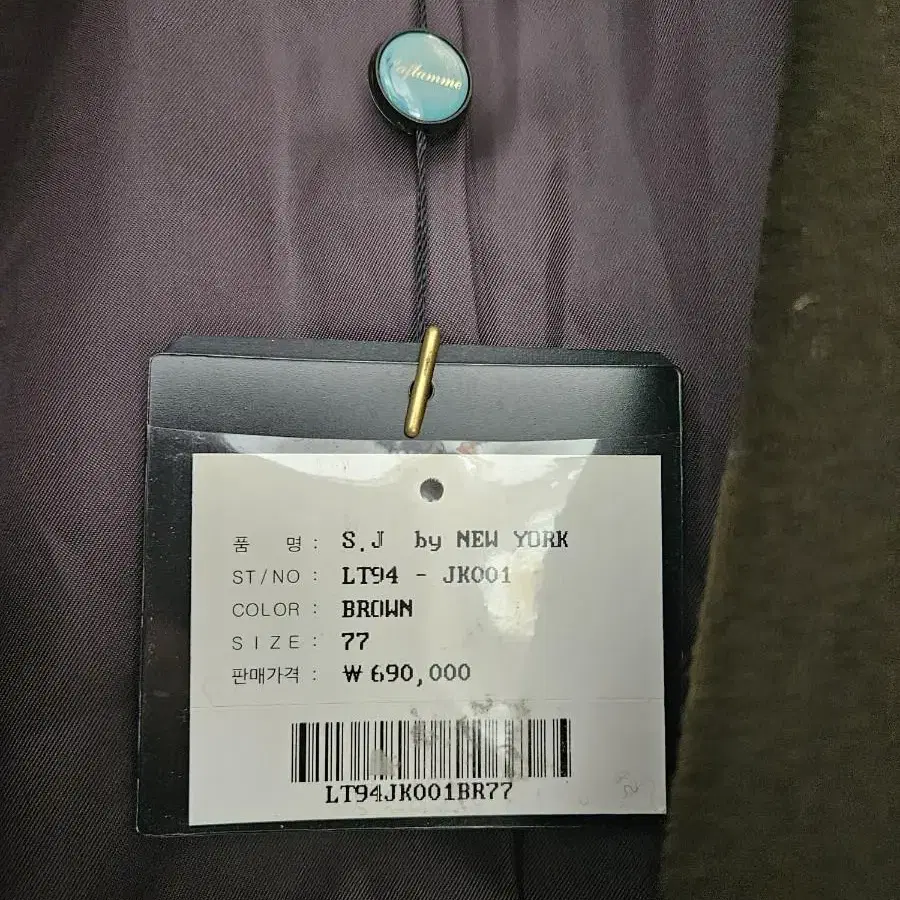 품 명 : S.J by NEW YORK
ST/NO : LT94 - JK001
COLOR : BROWN
SIZE : 77
판매가격 : ₩690,000
LT94JK001BR77